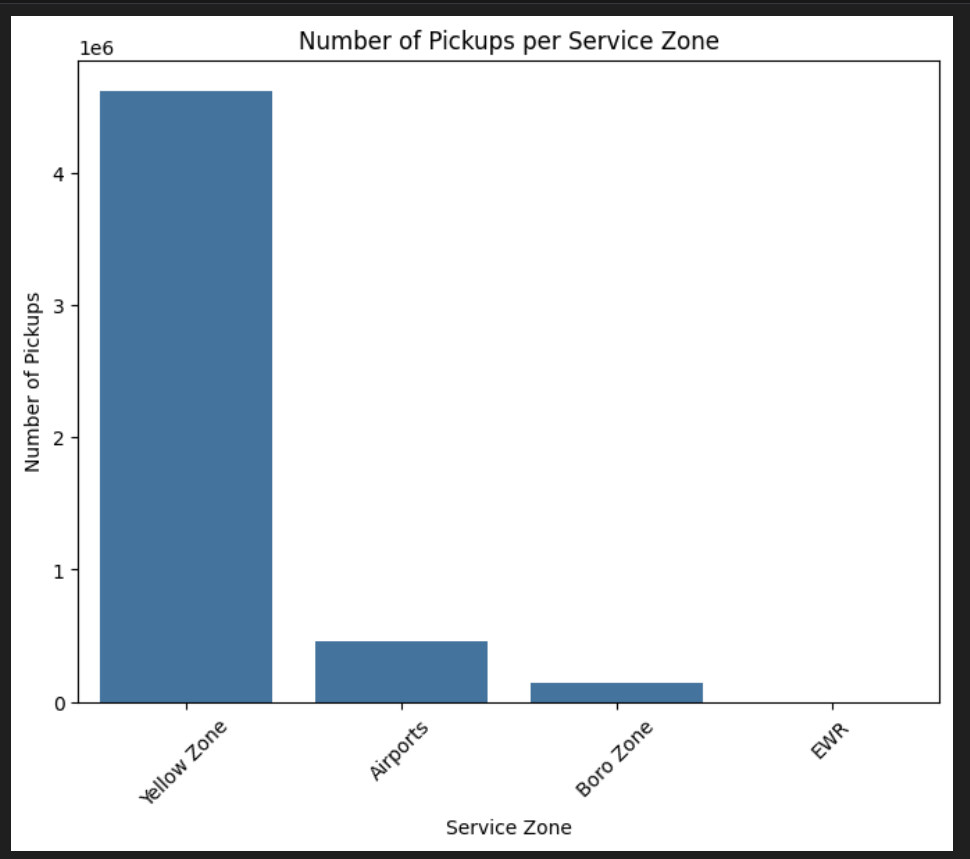 Number of Pickups per Service Zone
1e6
4
3
2
1
0
Number of Pickups
Yellow Zone
Airports
Boro Zone
EWR
Service Zone